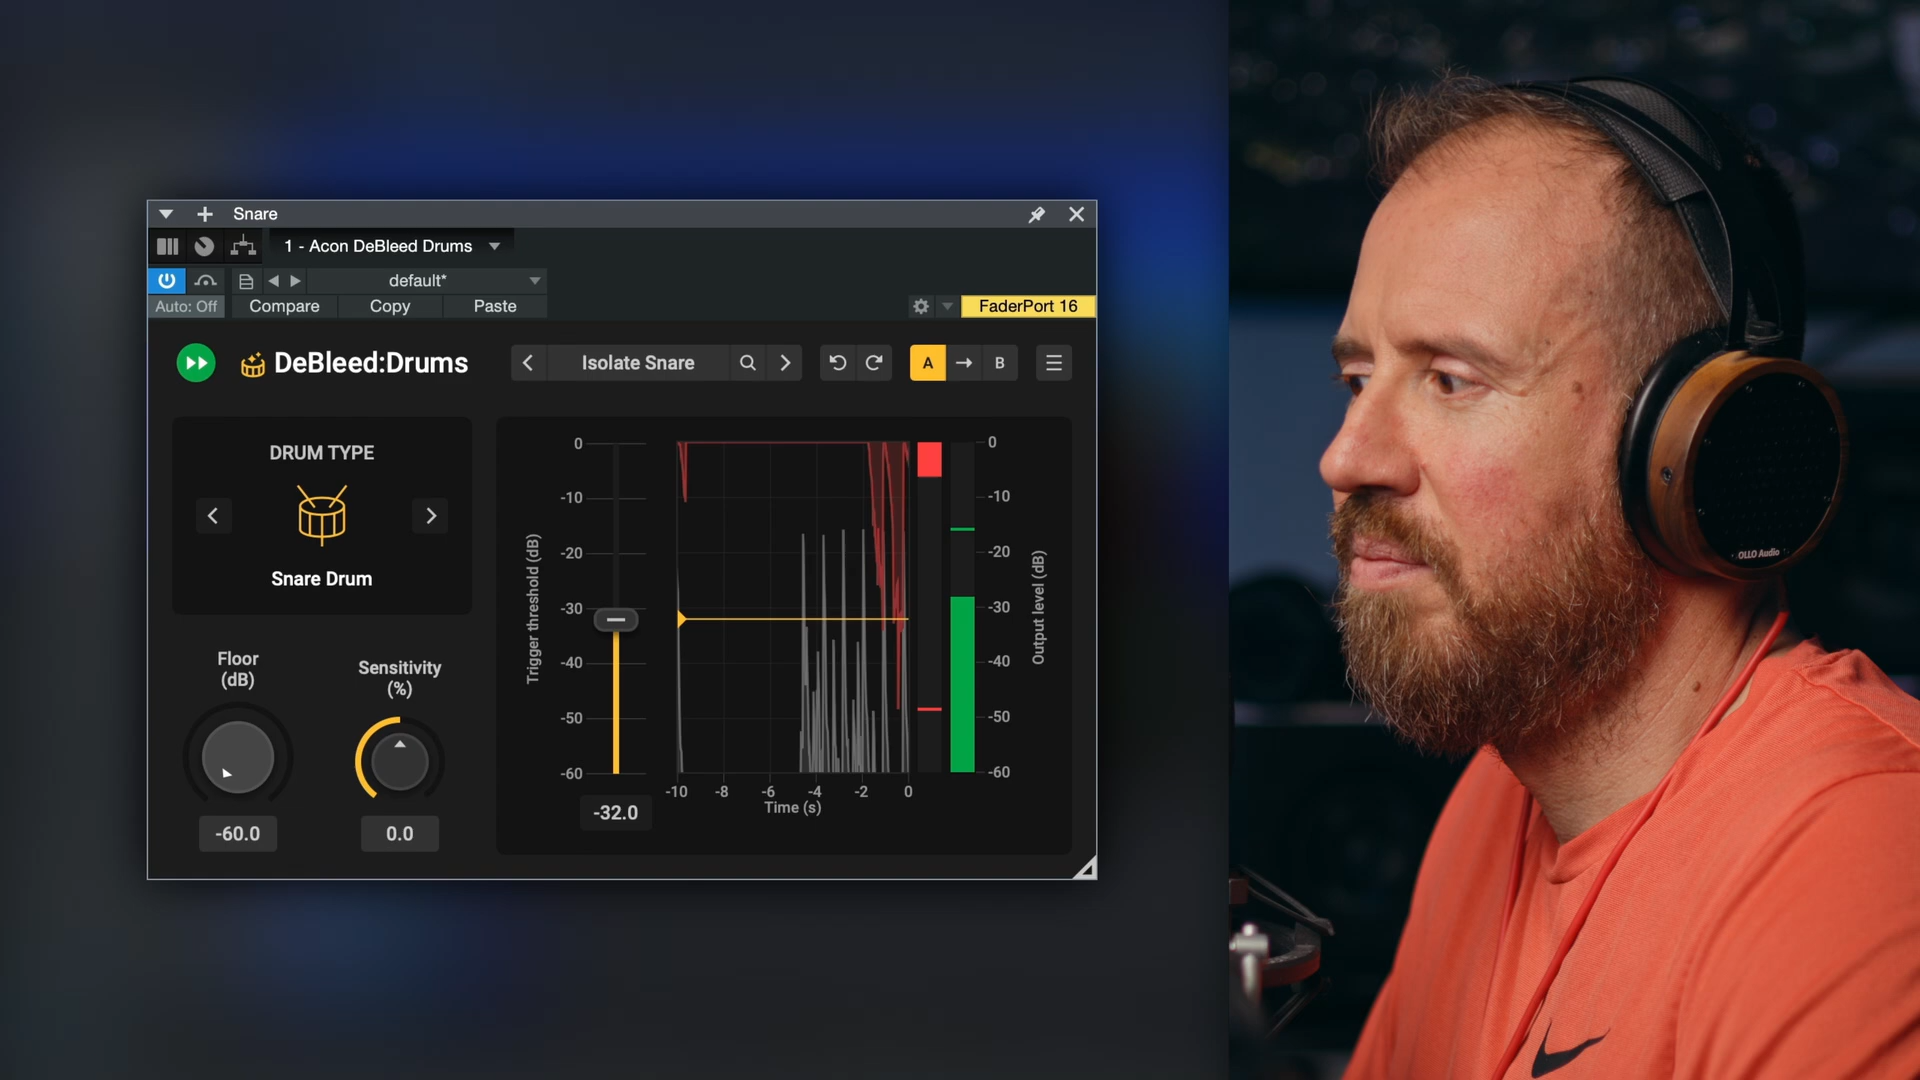 Snare
1 - Acon DeBleed Drums
default*
Auto: Off
Compare
Copy
Paste
FaderPort 16
DeBleed:Drums
Isolate Snare
A
B
DRUM TYPE
Snare Drum
Floor
(dB)
-60.0
Sensitivity
(%)
0.0
Trigger threshold (dB)
0
-10
-20
-30
-40
-50
-60
-32.0
-10 -8 -6 -4 -2 0
Time (s)
0
-10
-20
-30
-40
-50
-60
Output level (dB)
OLLO Audio